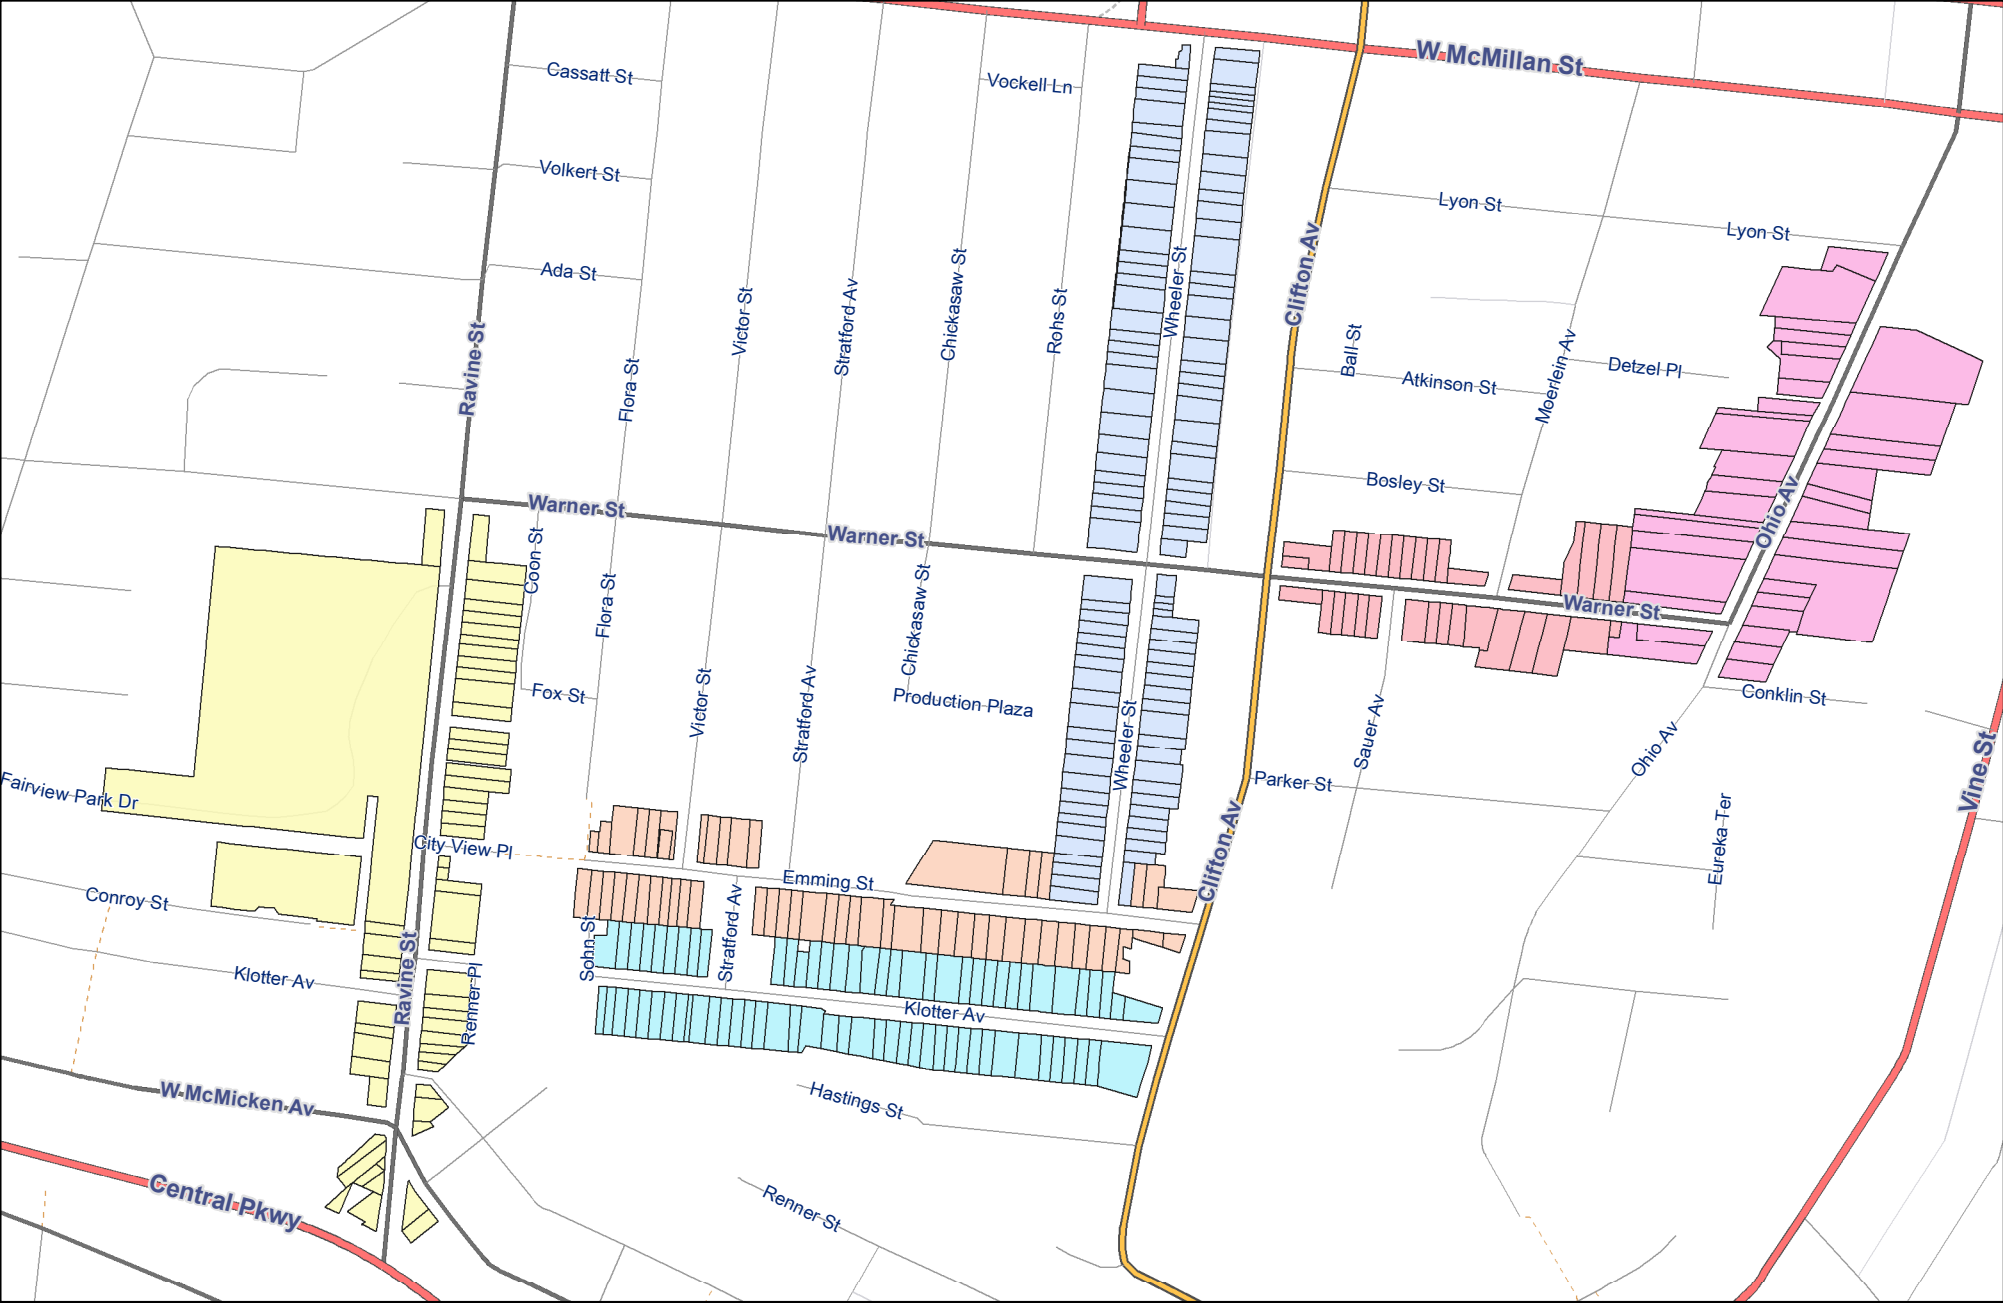 W McMillan St
Cassatt St
Vockell Ln
Volkert St
Lyon St
Lyon St
Ada St
Clifton Av
Wheeler St
Chickasaw St
Stratford Av
Victor St
Rohs St
Ravine St
Flora St
Ball St
Moerlein Av
Detzel Pl
Atkinson St
Bosley St
Ohio Av
Warner St
Warner St
Coon St
Flora St
Chickasaw St
Warner St
Fox St
Victor St
Stratford Av
Production Plaza
Wheeler St
Sauer Av
Conklin St
Ohio Av
Vine St
Fairview Park Dr
Parker St
Eureka Ter
City View Pl
Clifton Av
Emming St
Conroy St
Sohn St
Stratford Av
Ravine St
Klotter Av
Renner Pl
Klotter Av
W McMicken Av
Hastings St
Central Pkwy
Renner St